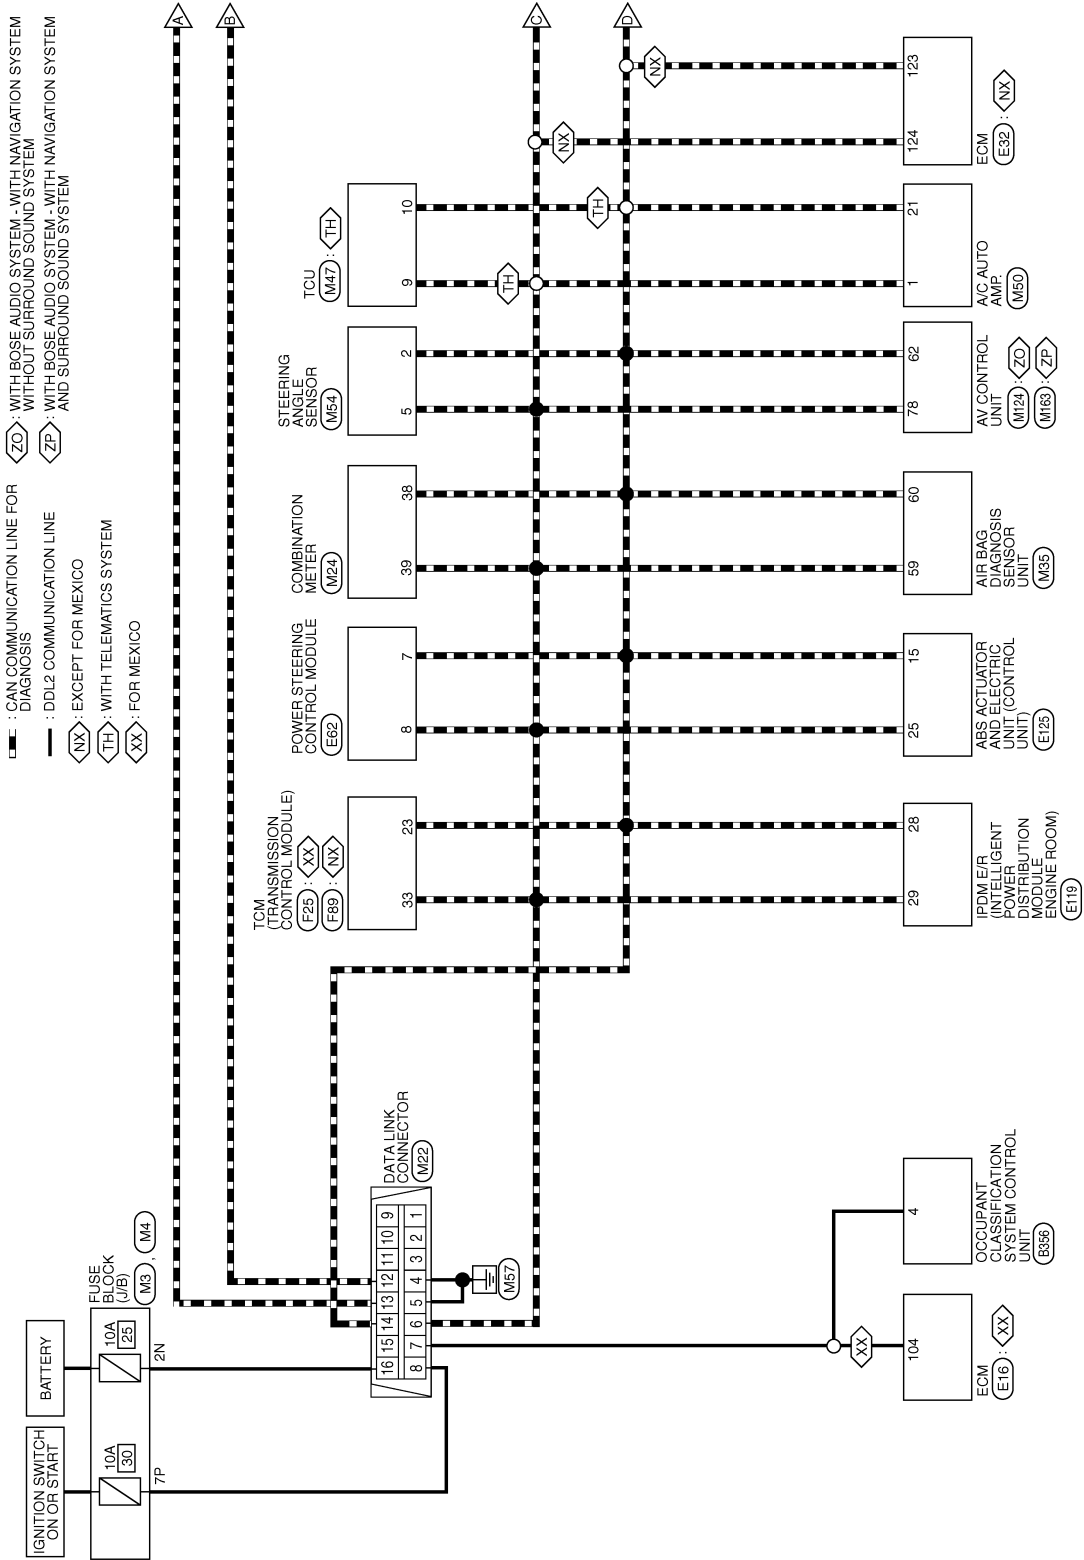 : CAN COMMUNICATION LINE FOR
DIAGNOSIS
: DDL2 COMMUNICATION LINE
NX : EXCEPT FOR MEXICO
TH : WITH TELEMATICS SYSTEM
XX : FOR MEXICO
ZO : WITH BOSE AUDIO SYSTEM - WITH NAVIGATION SYSTEM
WITHOUT SURROUND SOUND SYSTEM
ZP : WITH BOSE AUDIO SYSTEM - WITH NAVIGATION SYSTEM
AND SURROUND SOUND SYSTEM
IGNITION SWITCH
ON OR START
BATTERY
10A
30
10A
25
FUSE
BLOCK
(J/B)
M3 , M4
7P
2N
A
B
DATA LINK
CONNECTOR
M22
16 15 14 13 12 11 10 9
8 7 6 5 4 3 2 1
M57
TCM
(TRANSMISSION
CONTROL MODULE)
F25 : XX
F89 : NX
33
23
POWER STEERING
CONTROL MODULE
E62
8
7
COMBINATION
METER
M24
39
38
STEERING
ANGLE
SENSOR
M54
5
2
TCU
M47 : TH
9
10
TH
TH
NX
NX
C
D
XX
104
ECM
E16 : XX
4
OCCUPANT
CLASSIFICATION
SYSTEM CONTROL
UNIT
B356
29
28
IPDM E/R
(INTELLIGENT
POWER
DISTRIBUTION
MODULE
ENGINE ROOM)
E119
25
15
ABS ACTUATOR
AND ELECTRIC
UNIT (CONTROL
UNIT)
E125
59
60
AIR BAG
DIAGNOSIS
SENSOR
UNIT
M35
78
62
AV CONTROL
UNIT
M124 : ZO
M163 : ZP
1
21
A/C AUTO
AMP.
M50
124
123
ECM
E32 : NX